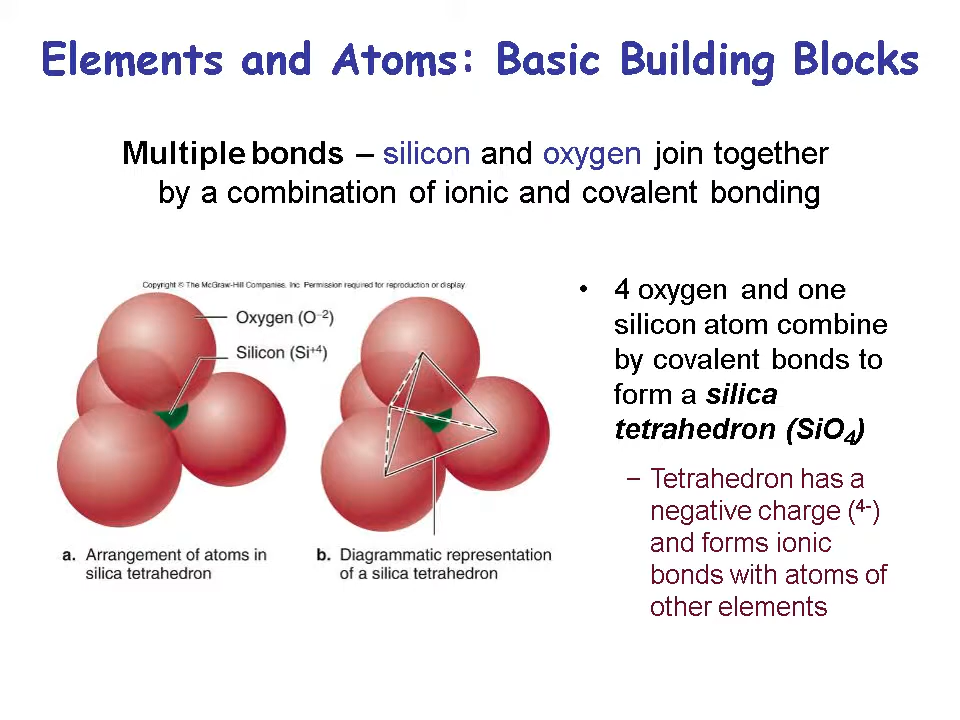 Elements and Atoms: Basic Building Blocks
Multiple bonds – silicon and oxygen join together
by a combination of ionic and covalent bonding
Copyright © The McGraw-Hill Companies, Inc. Permission required for reproduction or display.
Oxygen (O⁻²)
Silicon (Si⁺⁴)
a. Arrangement of atoms in
silica tetrahedron
b. Diagrammatic representation
of a silica tetrahedron
• 4 oxygen and one
silicon atom combine
by covalent bonds to
form a silica
tetrahedron (SiO₄)
– Tetrahedron has a
negative charge (⁴⁻)
and forms ionic
bonds with atoms of
other elements